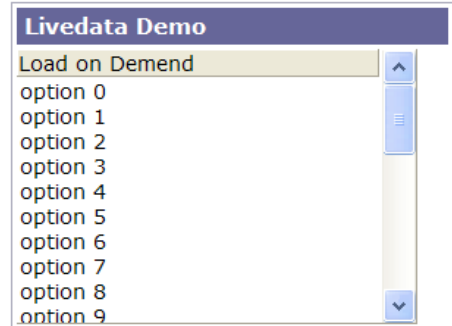 Livedata Demo
Load on Demend
option 0
option 1
option 2
option 3
option 4
option 5
option 6
option 7
option 8
option 9